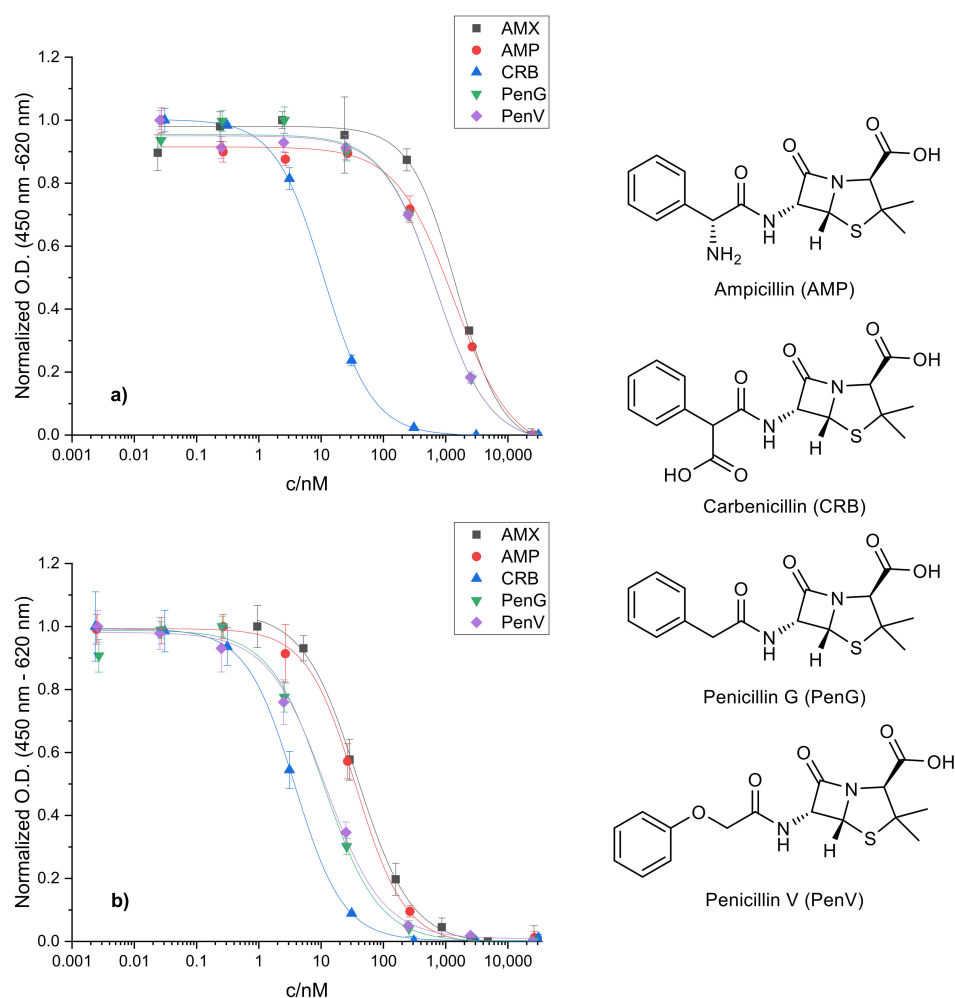 AMX
AMP
CRB
PenG
PenV
Normalized O.D. (450 nm -620 nm)
1.2
1.0
0.8
0.6
0.4
0.2
0.0
a)
0.001
0.01
0.1
1
10
100
1,000
10,000
c/nM
AMX
AMP
CRB
PenG
PenV
Normalized O.D. (450 nm - 620 nm)
1.2
1.0
0.8
0.6
0.4
0.2
0.0
b)
0.001
0.01
0.1
1
10
100
1,000
10,000
c/nM
O
OH
O
O
N
N
H
S
H
NH2
Ampicillin (AMP)
O
OH
O
O
N
N
H
S
H
HO
O
Carbenicillin (CRB)
O
OH
O
O
N
N
H
S
H
Penicillin G (PenG)
O
OH
O
O
O
N
N
H
S
H
Penicillin V (PenV)